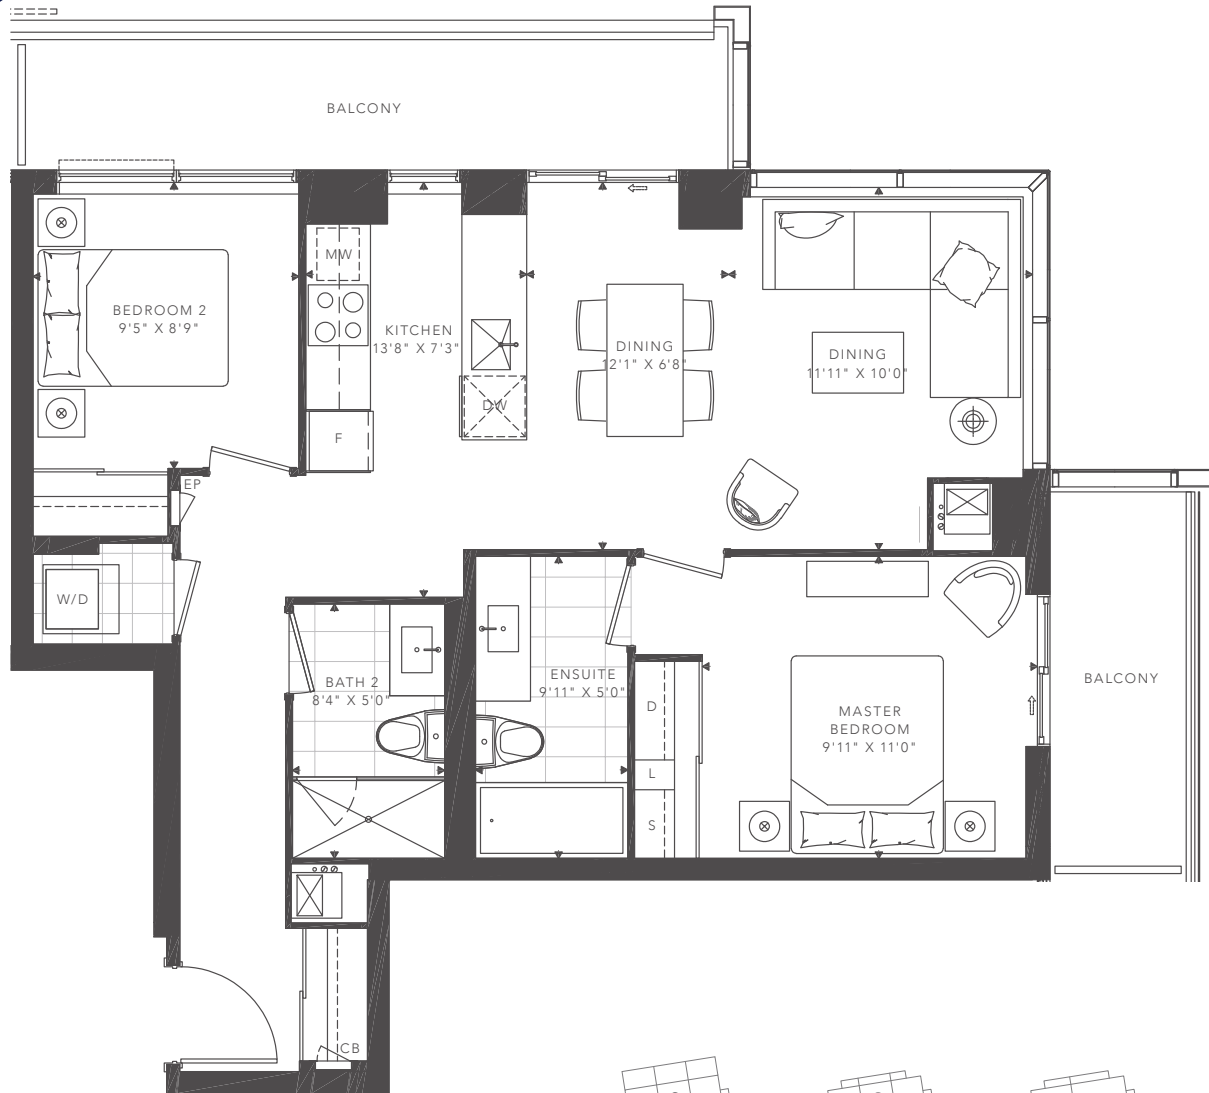 BALCONY
MW
BEDROOM 2
9'5" X 8'9"
KITCHEN
13'8" X 7'3"
DINING
12'1" X 6'8"
DINING
11'11" X 10'0"
DW
F
EP
W/D
BATH 2
8'4" X 5'0"
ENSUITE
9'11" X 5'0"
D
L
S
MASTER
BEDROOM
9'11" X 11'0"
BALCONY
CB